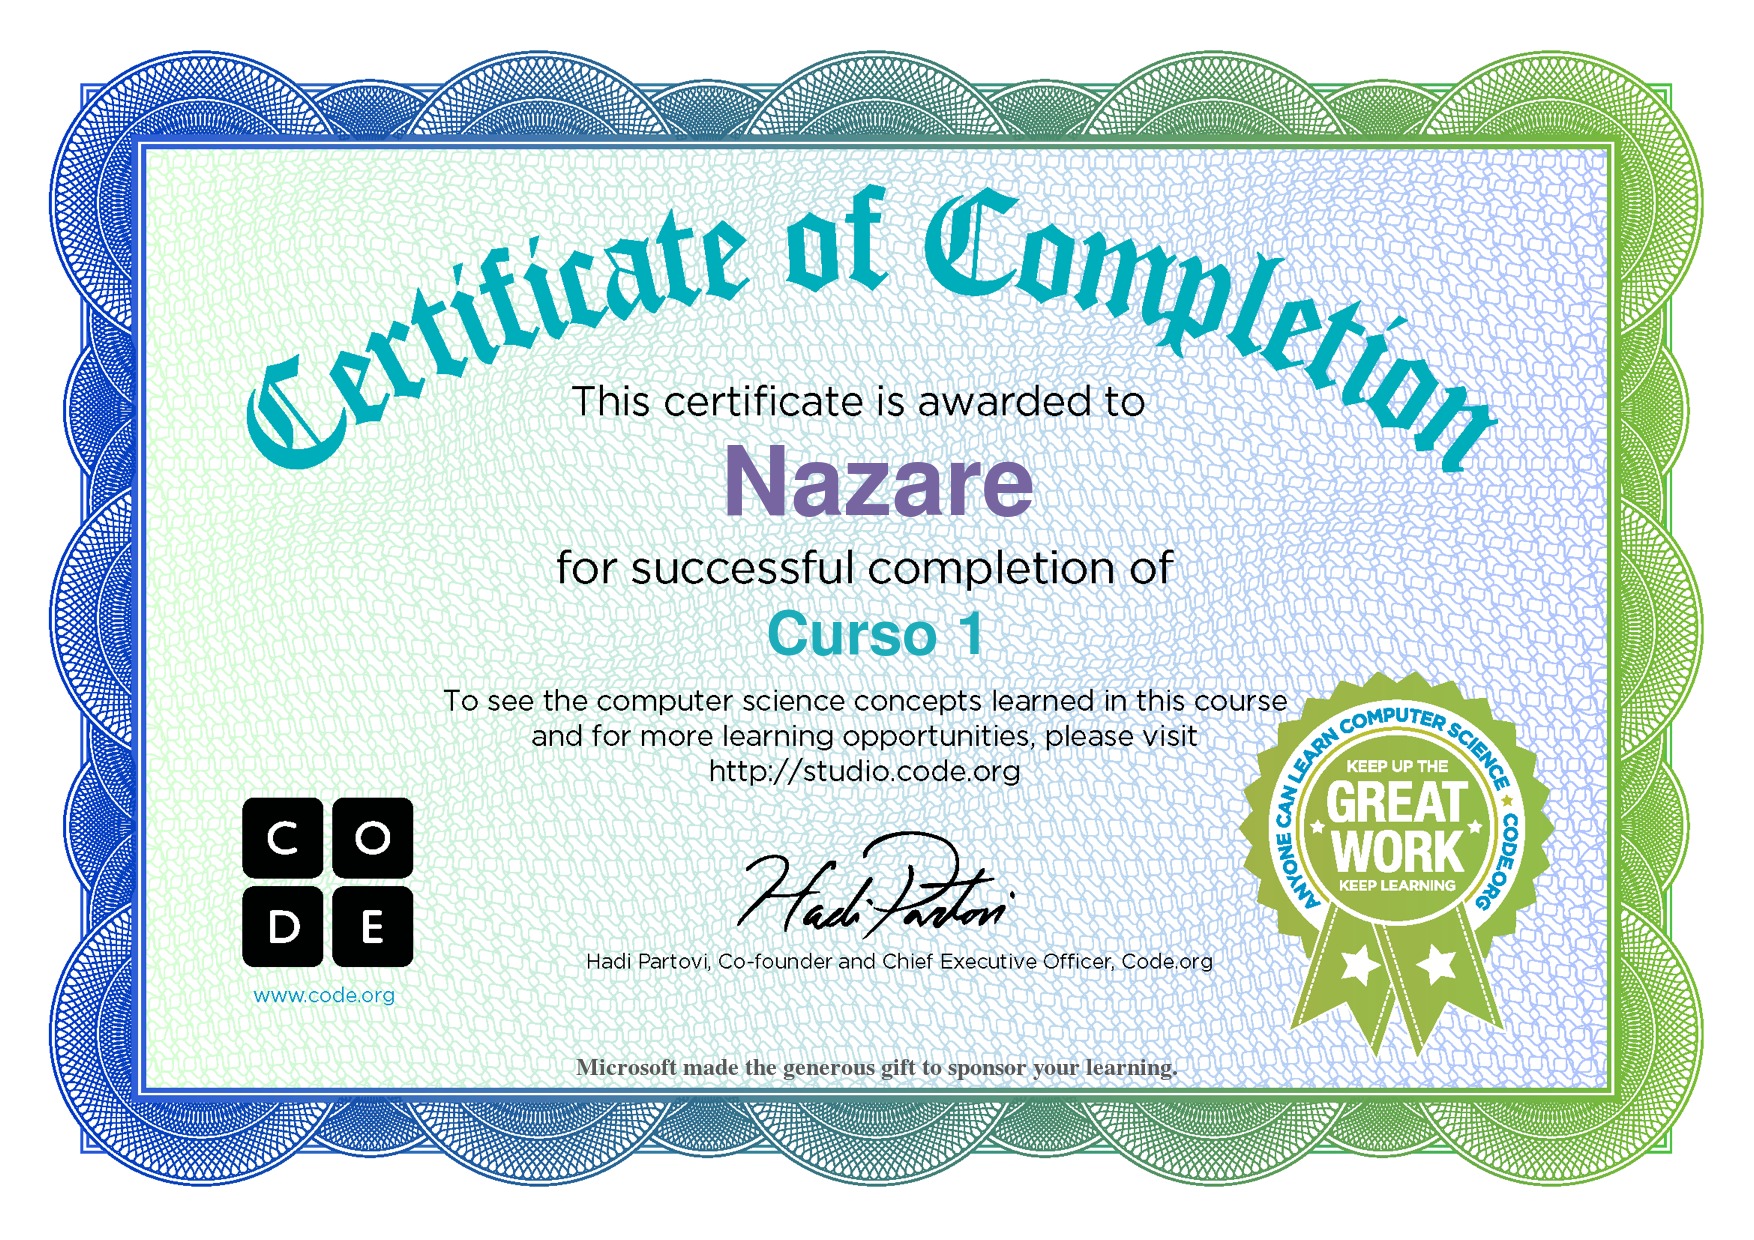 Certificate of Completion
This certificate is awarded to
Nazare
for successful completion of
Curso 1
To see the computer science concepts learned in this course
and for more learning opportunities, please visit
http://studio.code.org
C O
D E
www.code.org
Hadi Partovi
Hadi Partovi, Co-founder and Chief Executive Officer, Code.org
ANYONE CAN LEARN COMPUTER SCIENCE ★ CODE.ORG
KEEP UP THE
GREAT
WORK
KEEP LEARNING
Microsoft made the generous gift to sponsor your learning.